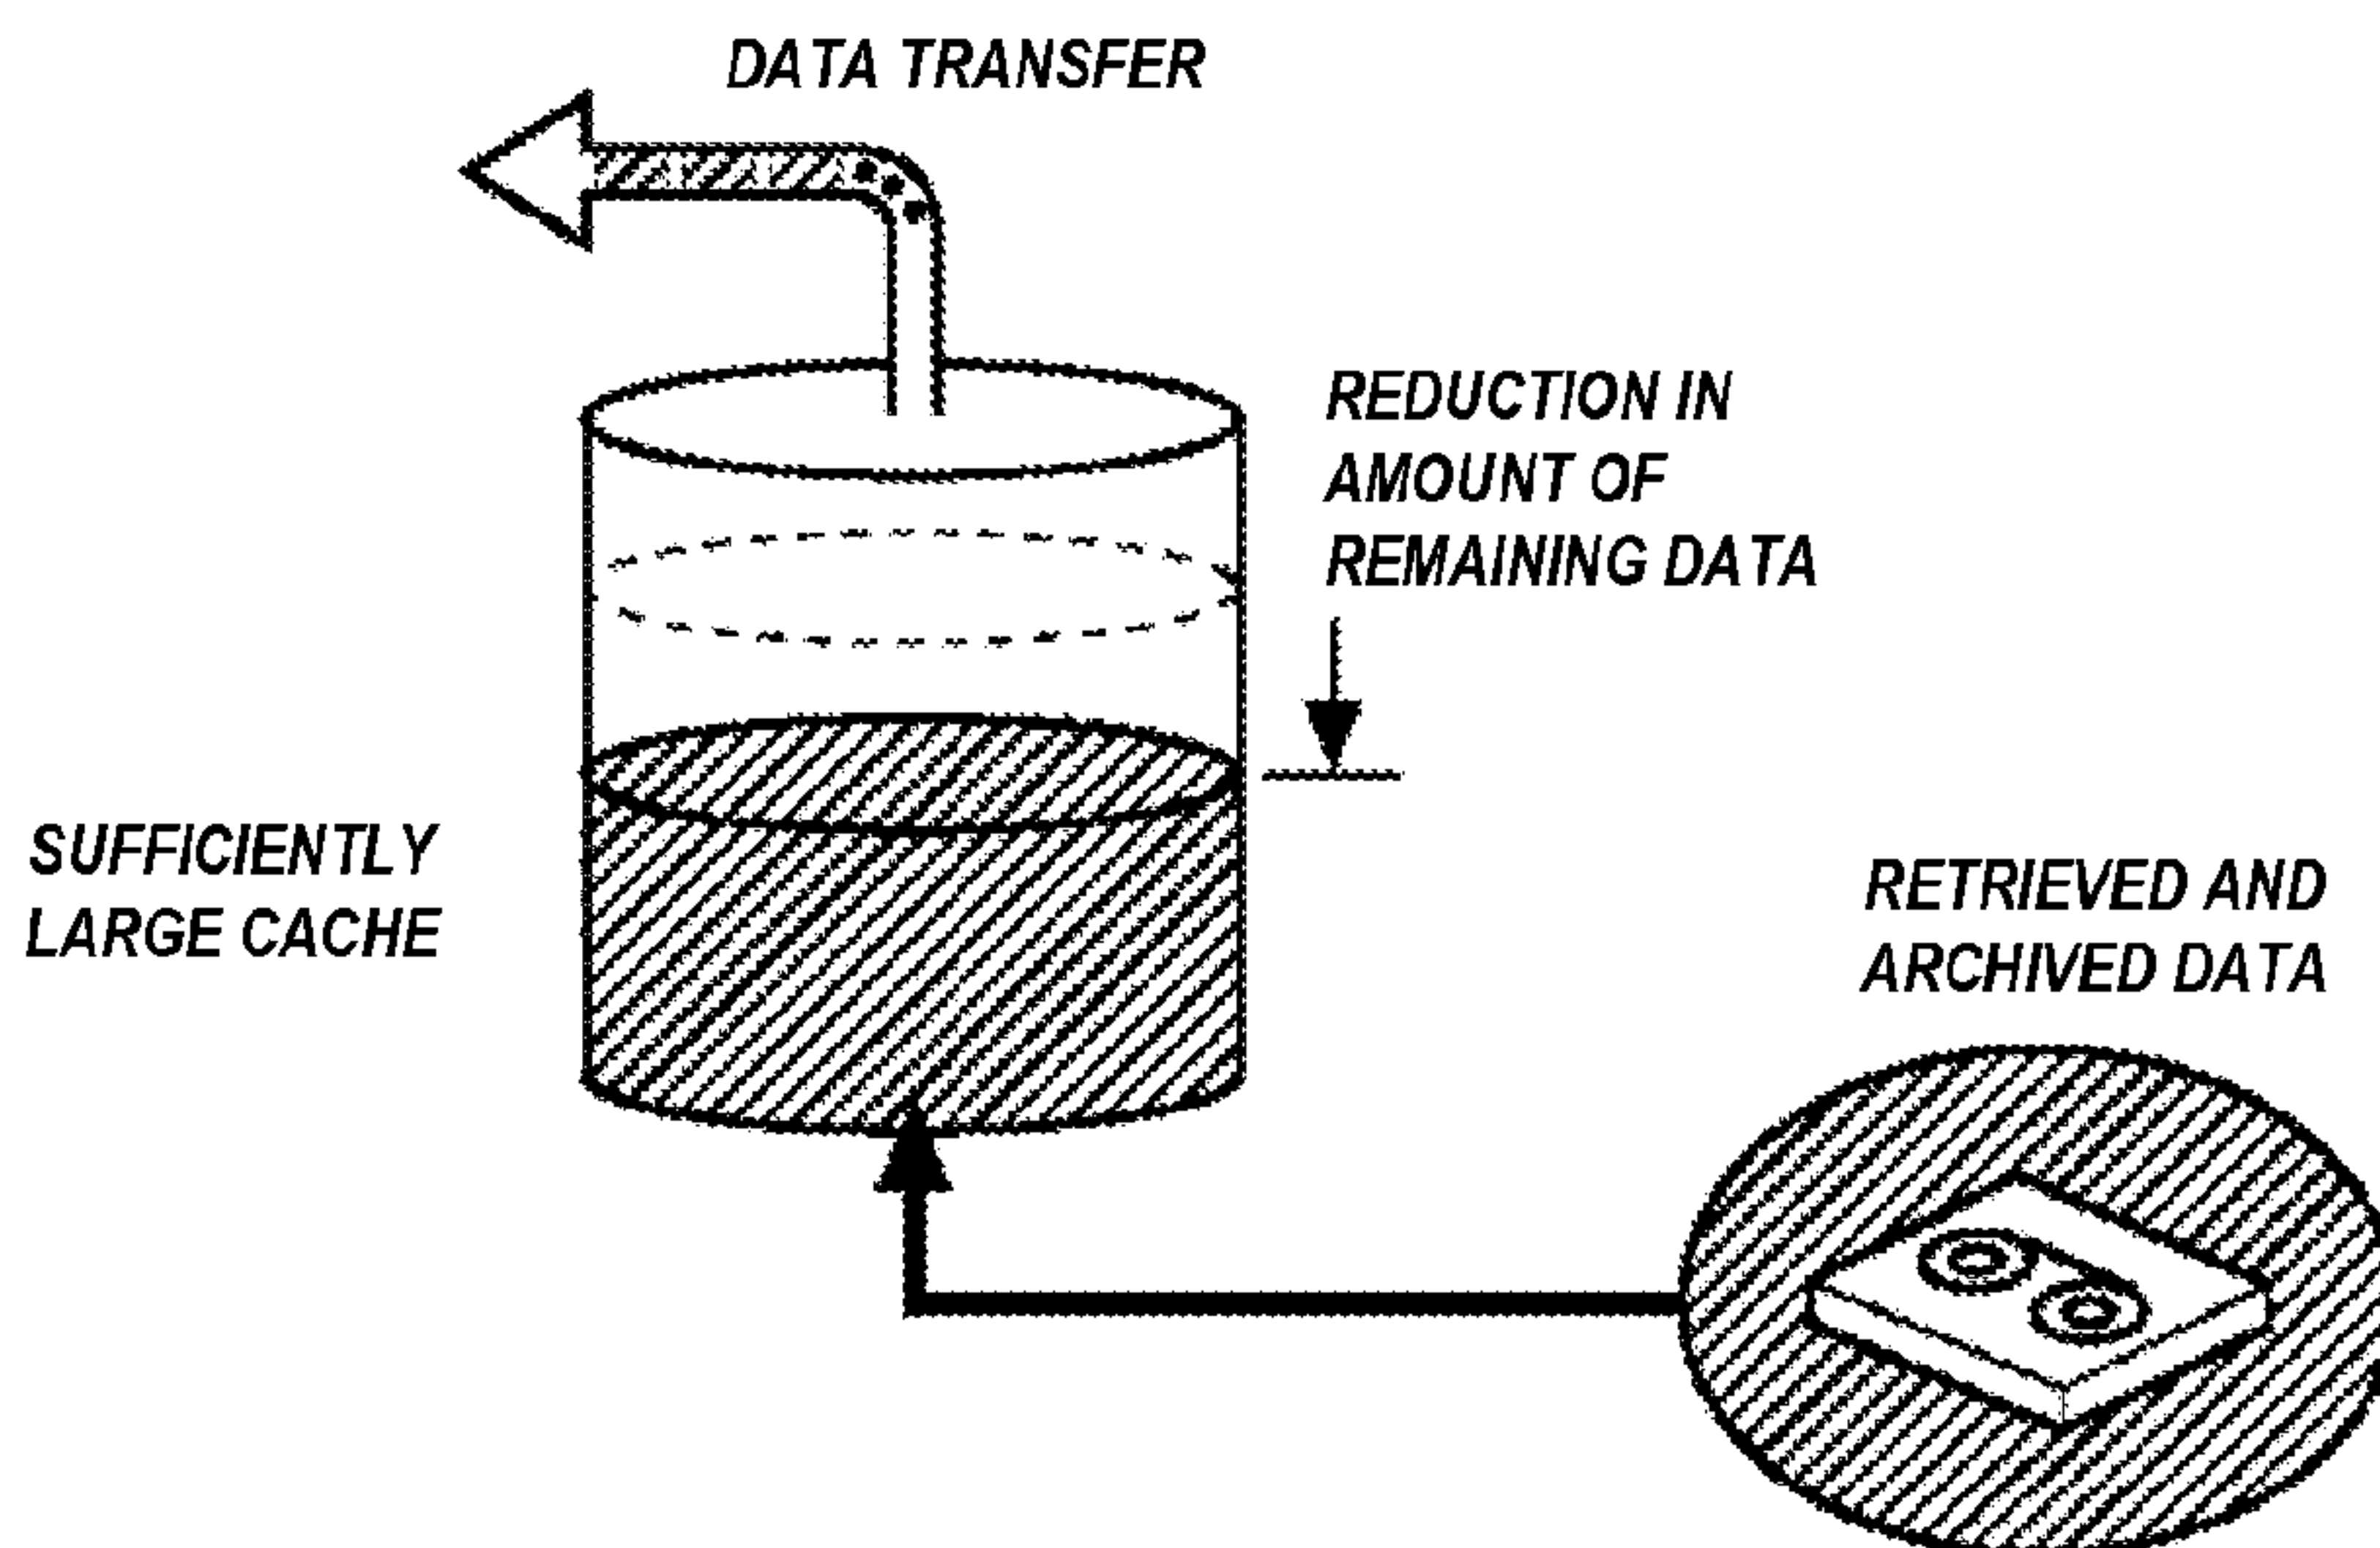 DATA TRANSFER
REDUCTION IN
AMOUNT OF
REMAINING DATA
SUFFICIENTLY
LARGE CACHE
RETRIEVED AND
ARCHIVED DATA